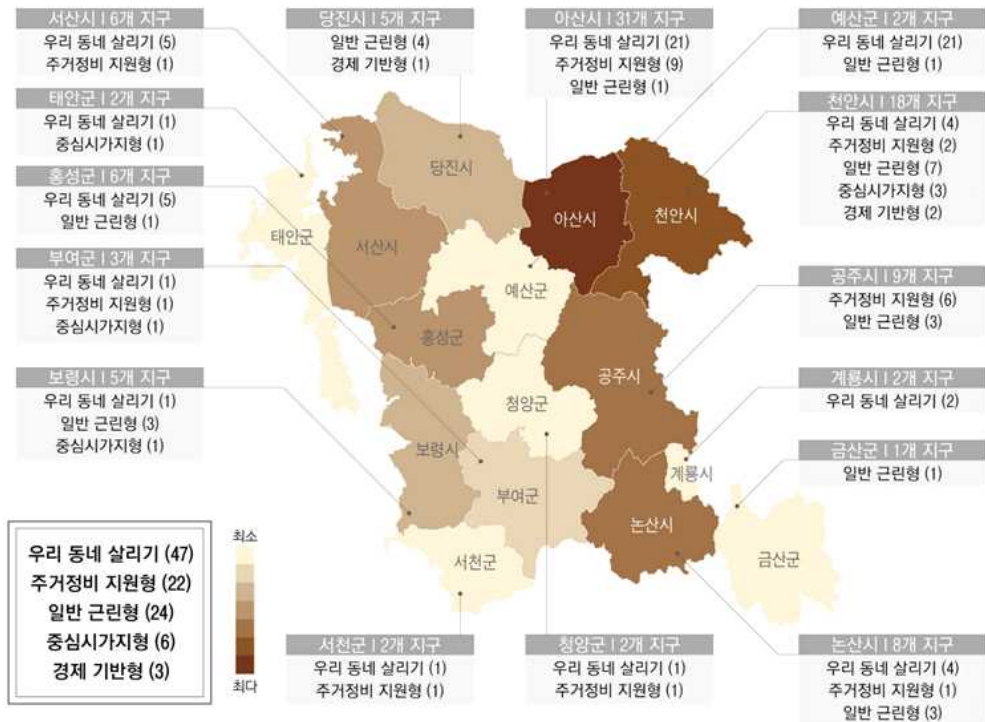 서산시 I 6개 지구
우리 동네 살리기 (5)
주거정비 지원형 (1)
당진시 I 5개 지구
일반 근린형 (4)
경제 기반형 (1)
아산시 I 31개 지구
우리 동네 살리기 (21)
주거정비 지원형 (9)
일반 근린형 (1)
예산군 I 2개 지구
우리 동네 살리기 (21)
일반 근린형 (1)
태안군 I 2개 지구
우리 동네 살리기 (1)
중심시가지형 (1)
천안시 I 18개 지구
우리 동네 살리기 (4)
주거정비 지원형 (2)
일반 근린형 (7)
중심시가지형 (3)
경제 기반형 (2)
홍성군 I 6개 지구
우리 동네 살리기 (5)
일반 근린형 (1)
부여군 I 3개 지구
우리 동네 살리기 (1)
주거정비 지원형 (1)
중심시가지형 (1)
공주시 I 9개 지구
주거정비 지원형 (6)
일반 근린형 (3)
보령시 I 5개 지구
우리 동네 살리기 (1)
일반 근린형 (3)
중심시가지형 (1)
계룡시 I 2개 지구
우리 동네 살리기 (2)
금산군 I 1개 지구
일반 근린형 (1)
당진시
아산시
천안시
태안군
서산시
예산군
홍성군
공주시
청양군
보령시
계룡시
부여군
논산시
서천군
금산군
우리 동네 살리기 (47)
주거정비 지원형 (22)
일반 근린형 (24)
중심시가지형 (6)
경제 기반형 (3)
최소
최다
서천군 I 2개 지구
우리 동네 살리기 (1)
주거정비 지원형 (1)
청양군 I 2개 지구
우리 동네 살리기 (1)
주거정비 지원형 (1)
논산시 I 8개 지구
우리 동네 살리기 (4)
주거정비 지원형 (1)
일반 근린형 (3)